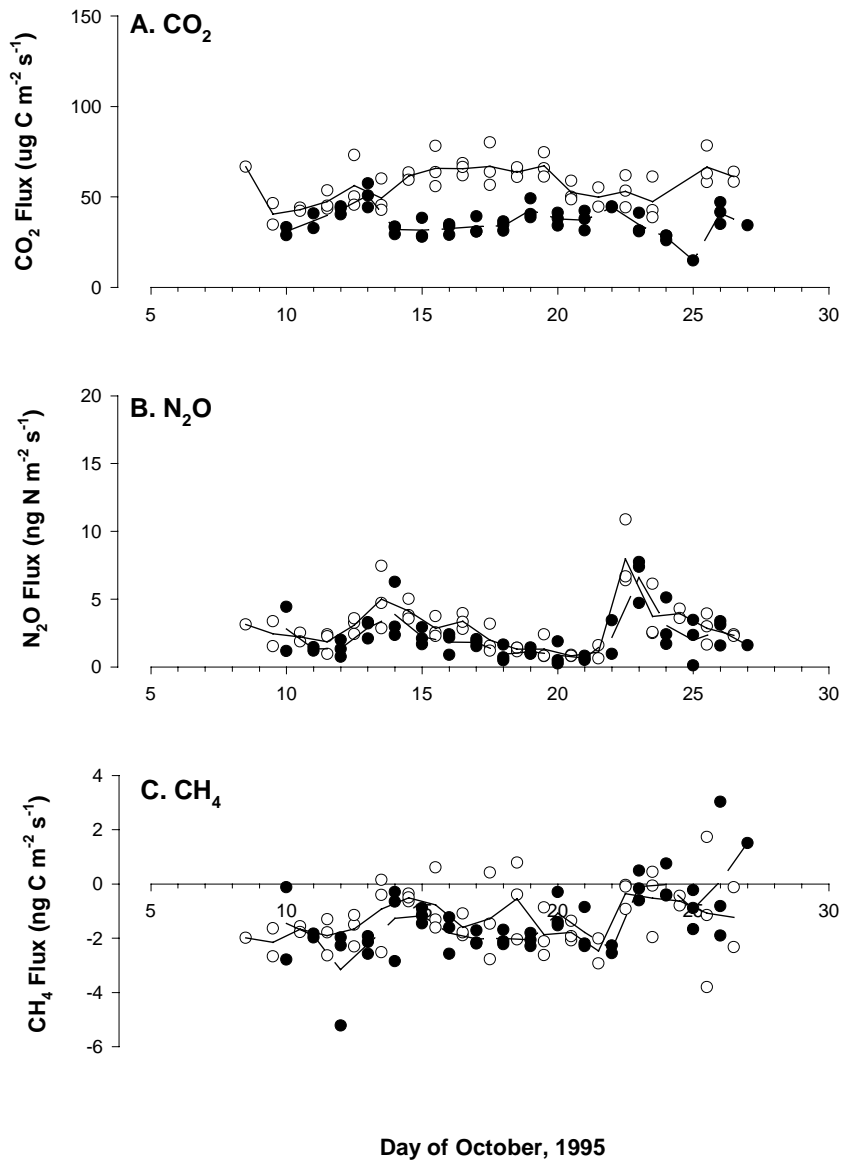 A. CO2
150
100
50
0
CO2 Flux (ug C m-2 s-1)
5 10 15 20 25 30
B. N2O
20
15
10
5
0
N2O Flux (ng N m-2 s-1)
5 10 15 20 25 30
C. CH4
4
2
0
-2
-4
-6
CH4 Flux (ng C m-2 s-1)
5 10 15 20 25 30
Day of October, 1995